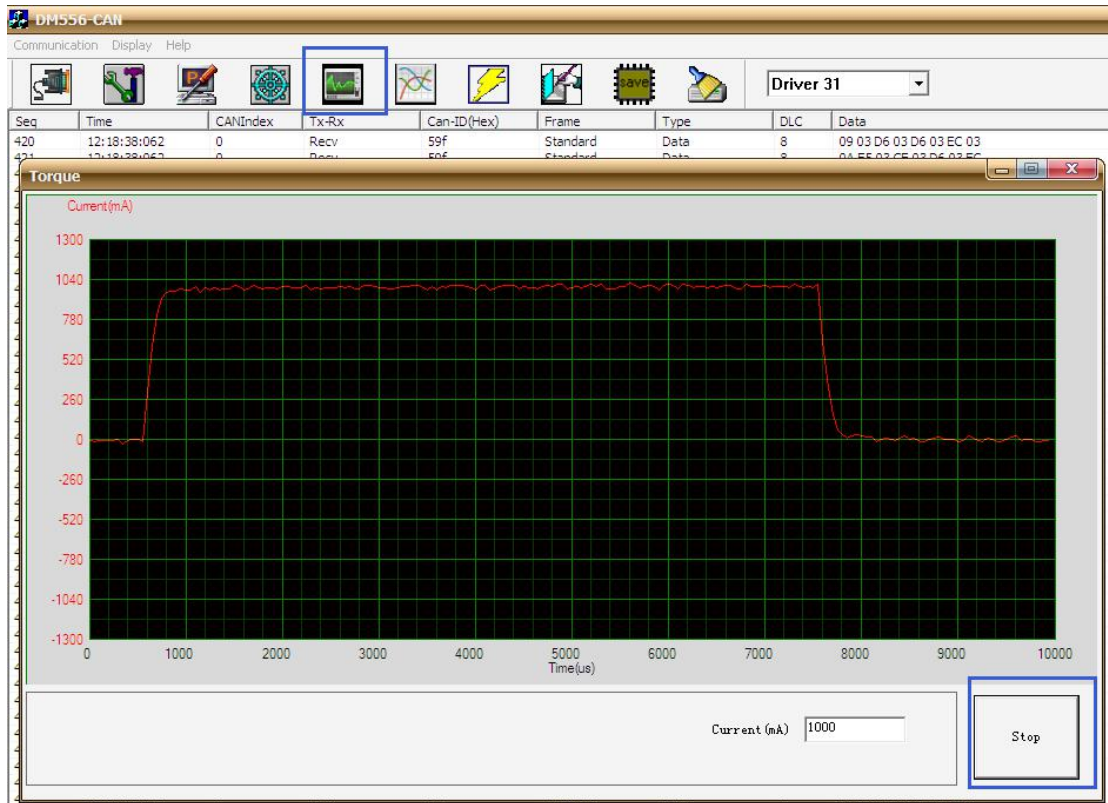 DM556-CAN
Communication Display Help
save Driver 31
Seq Time CANIndex Tx-Rx Can-ID(Hex) Frame Type DLC Data
420 12:18:38:062 0 Recv 59f Standard Data 8 09 03 D6 03 D6 03 EC 03
Torque
Current(mA)
1300
1040
780
520
260
0
-260
-520
-780
-1040
-1300
0 1000 2000 3000 4000 5000 6000 7000 8000 9000 10000
Time(us)
Current(mA) 1000
Stop